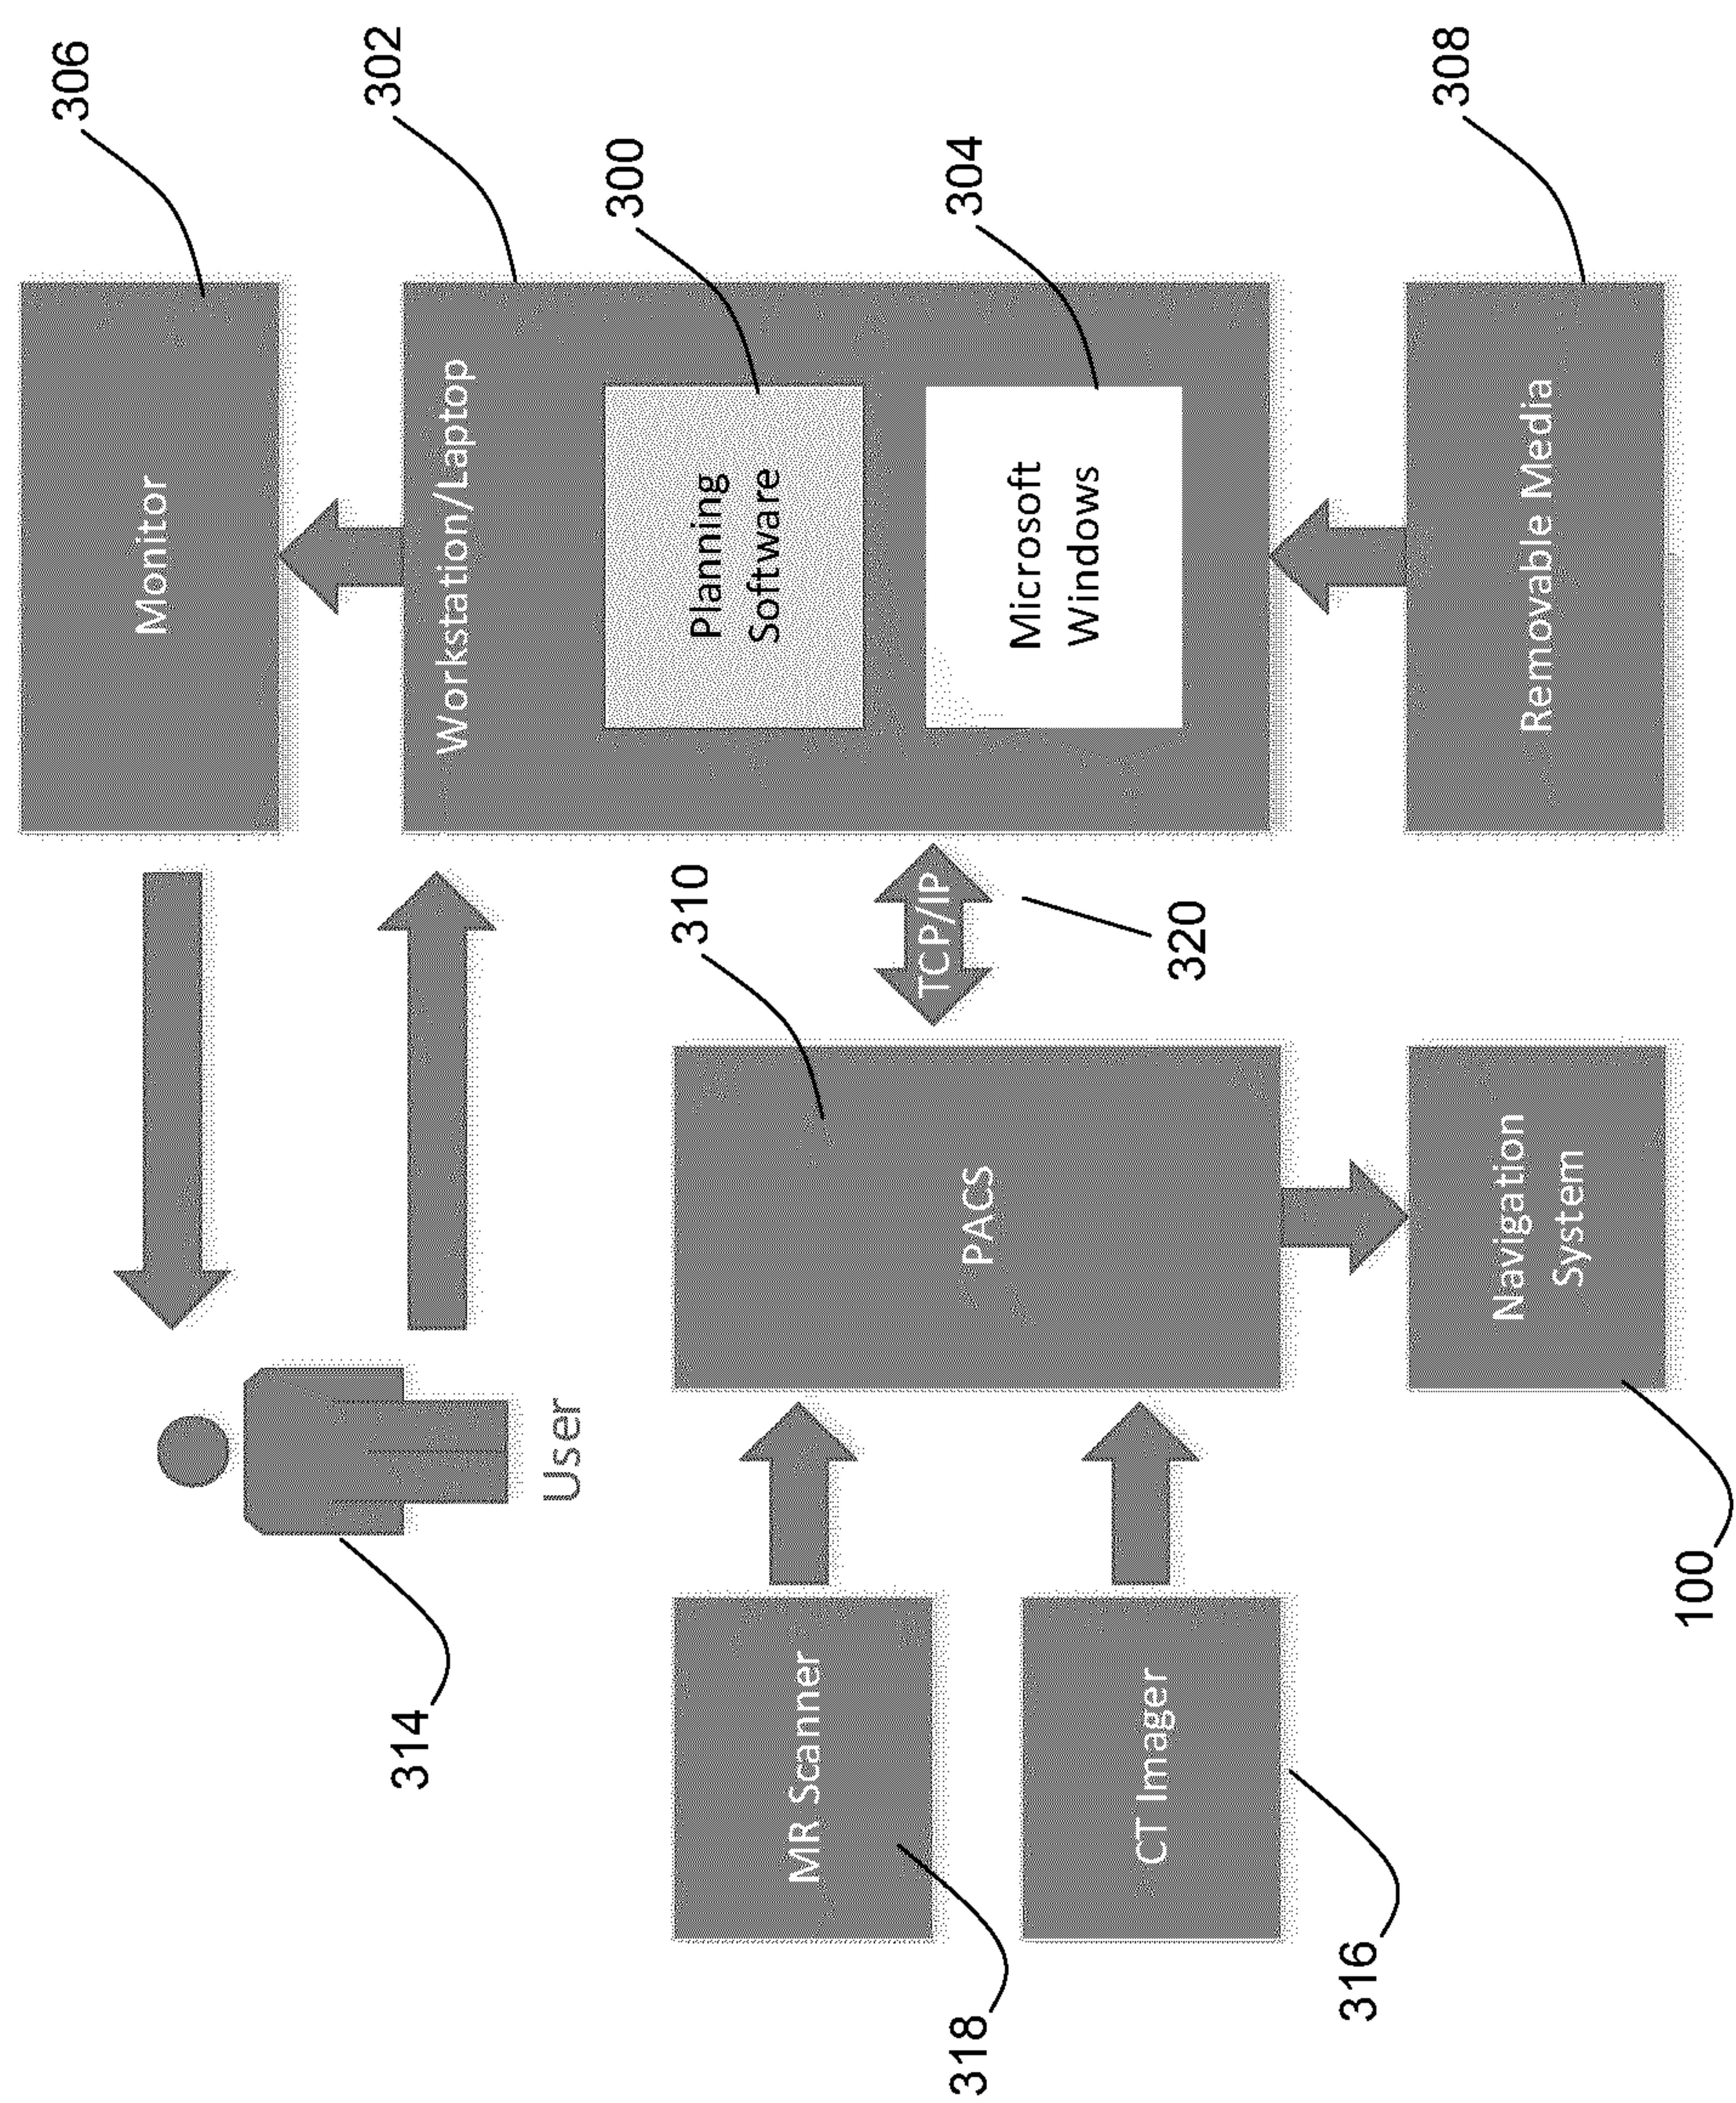 306
Monitor
302
Workstation/Laptop
300
Planning
Software
304
Microsoft
Windows
308
Removable Media
314
User
310
PACS
TCP/IP
320
318
MR Scanner
316
CT Imager
Navigation
System
100